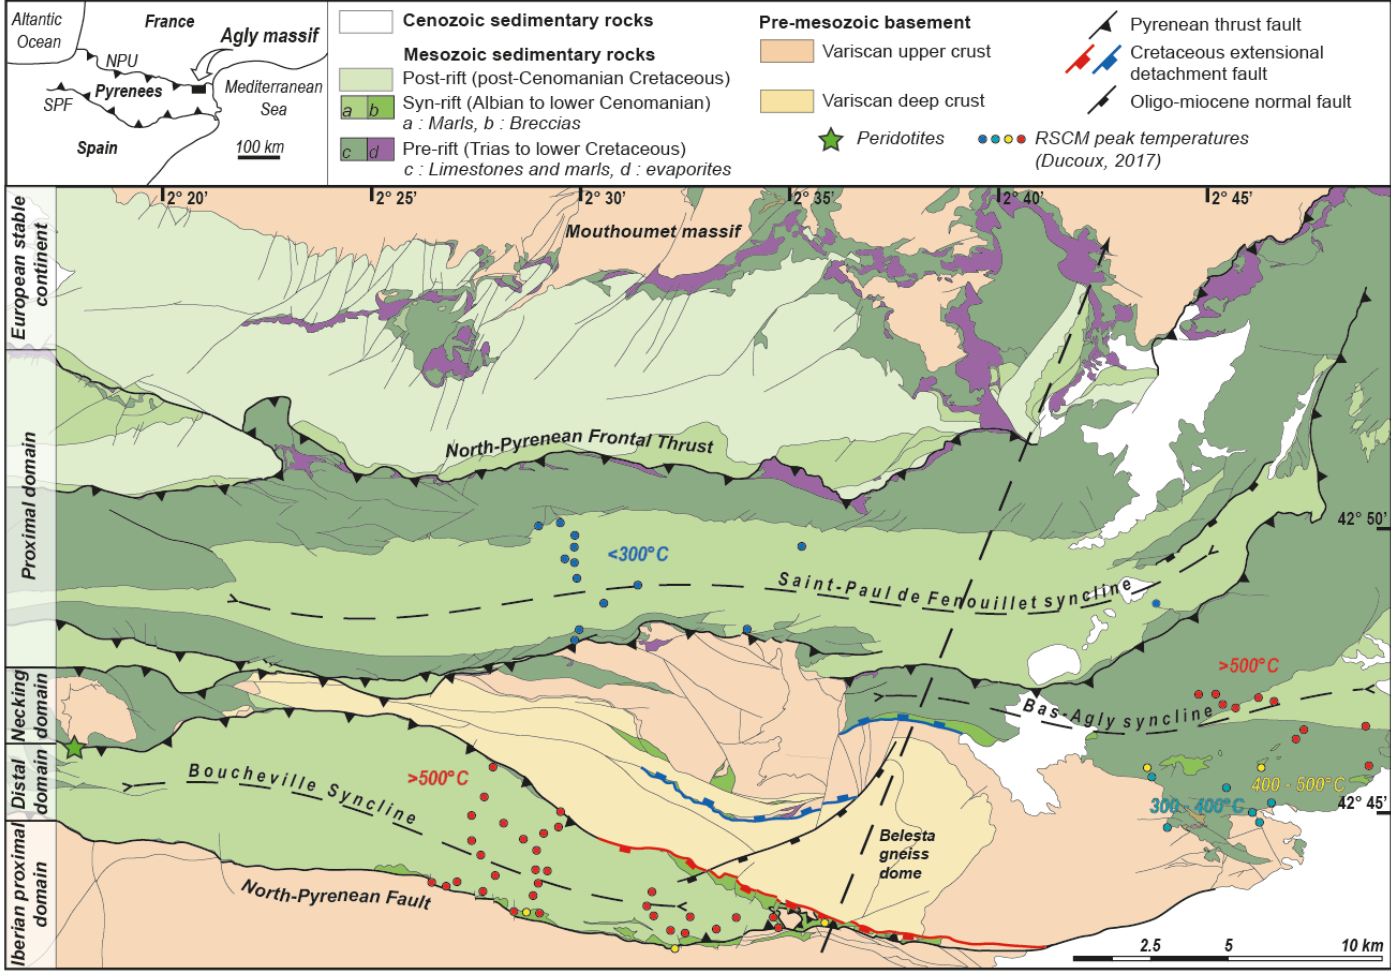 Altantic
Ocean
France
Agly massif
NPU
Pyrenees
Mediterranean
Sea
SPF
Spain
100 km
Cenozoic sedimentary rocks
Mesozoic sedimentary rocks
Post-rift (post-Cenomanian Cretaceous)
a b Syn-rift (Albian to lower Cenomanian)
a : Marls, b : Breccias
c d Pre-rift (Trias to lower Cretaceous)
c : Limestones and marls, d : evaporites
Pre-mesozoic basement
Variscan upper crust
Variscan deep crust
Peridotites
Pyrenean thrust fault
Cretaceous extensional
detachment fault
Oligo-miocene normal fault
RSCM peak temperatures
(Ducoux, 2017)
2° 20'
2° 25'
2° 30'
2° 35'
2° 40'
2° 45'
European stable
continent
Mouthoumet massif
Proximal domain
North-Pyrenean Frontal Thrust
42° 50'
<300°C
Saint-Paul de Fenouillet syncline
Necking
domain
>500°C
Bas-Agly syncline
Distal
domain
Boucheville Syncline
>500°C
400 - 500°C
300 - 400°C
42° 45'
Belesta
gneiss
dome
Iberian proximal
domain
North-Pyrenean Fault
2.5
5
10 km